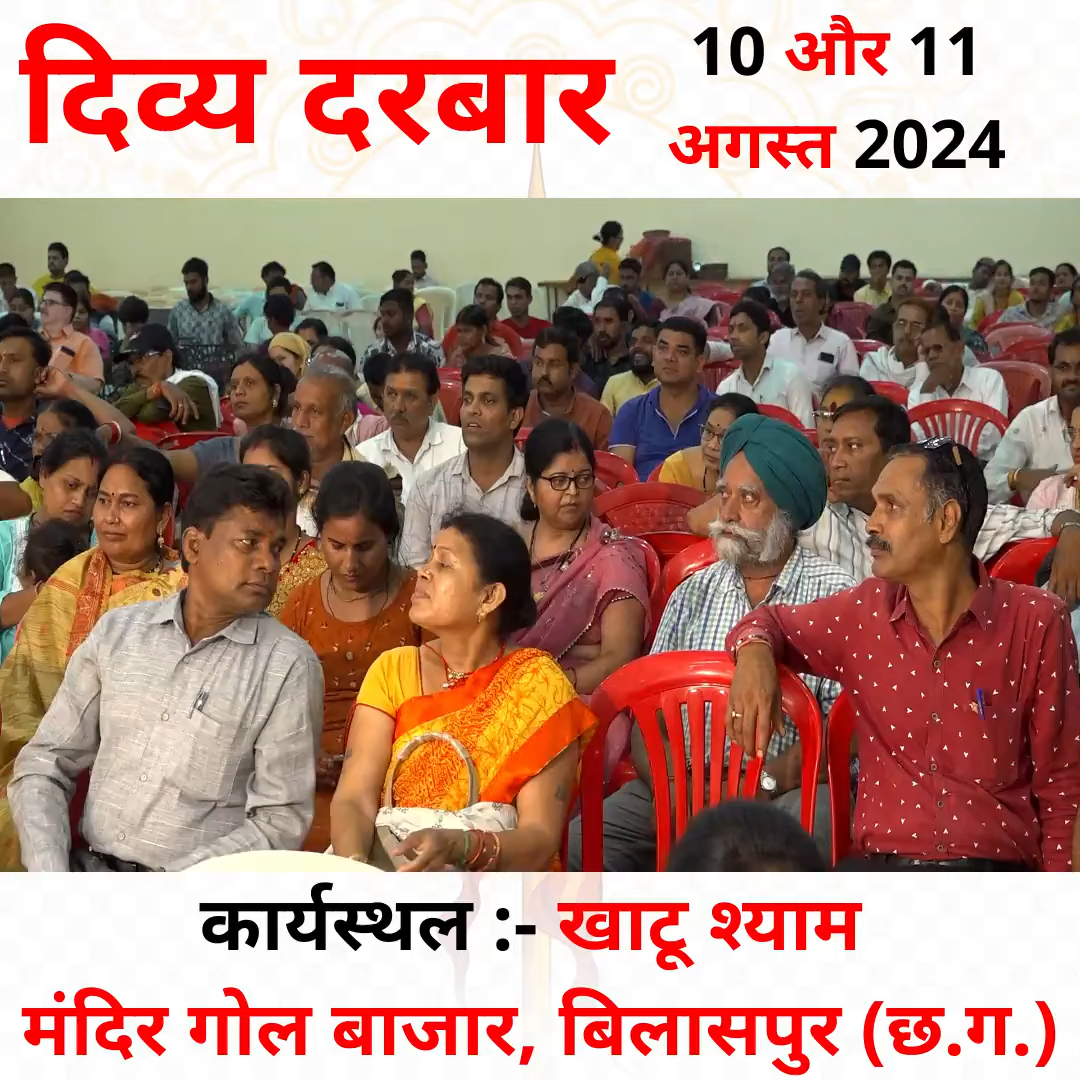 दिव्य दरबार
10 और 11
अगस्त 2024
कार्यस्थल :- खाटू श्याम
मंदिर गोल बाजार, बिलासपुर (छ.ग.)